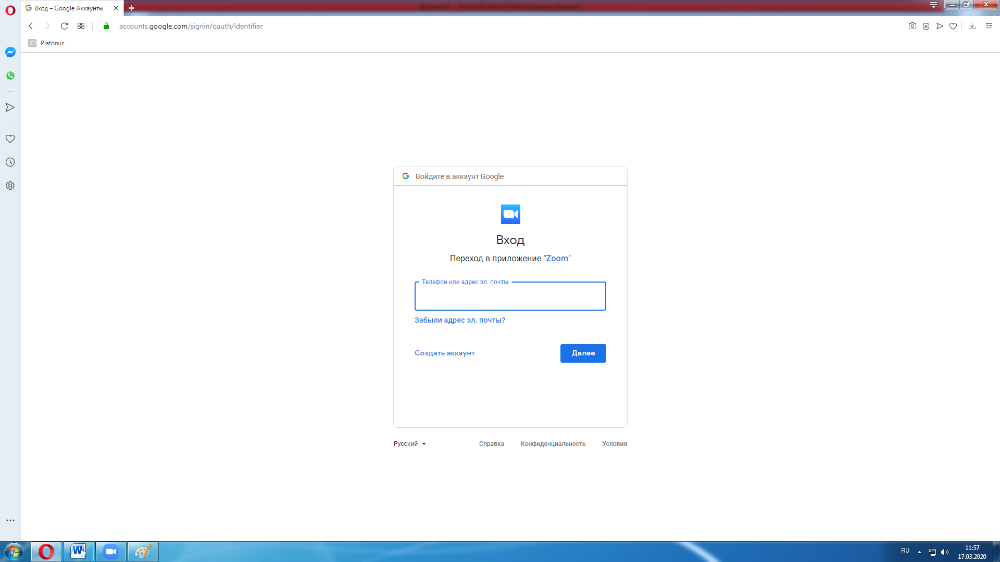 Вход – Google Аккаунты
accounts.google.com/signin/oauth/identifier
Platonus
Войдите в аккаунт Google
Вход
Переход в приложение "Zoom"
Телефон или адрес эл. почты
Забыли адрес эл. почты?
Создать аккаунт
Далее
Русский
Справка
Конфиденциальность
Условия
RU
11:57
17.03.2020